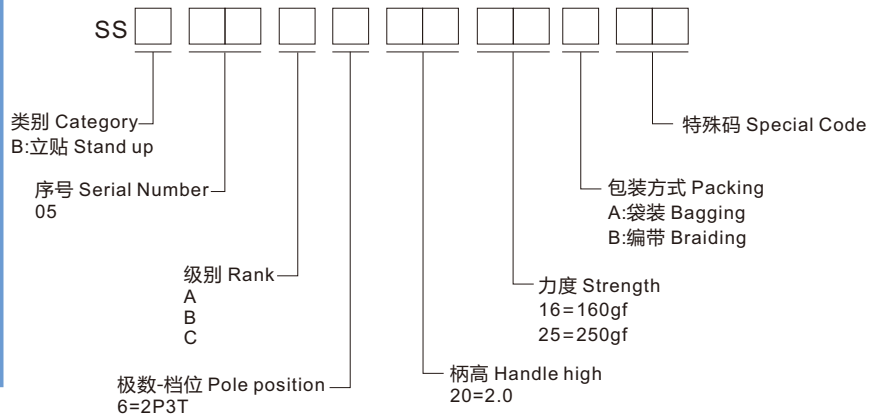 SS
类别 Category
B:立贴 Stand up
特殊码 Special Code
序号 Serial Number
05
包装方式 Packing
A:袋装 Bagging
B:编带 Braiding
级别 Rank
A
B
C
力度 Strength
16=160gf
25=250gf
极数-档位 Pole position
6=2P3T
柄高 Handle high
20=2.0